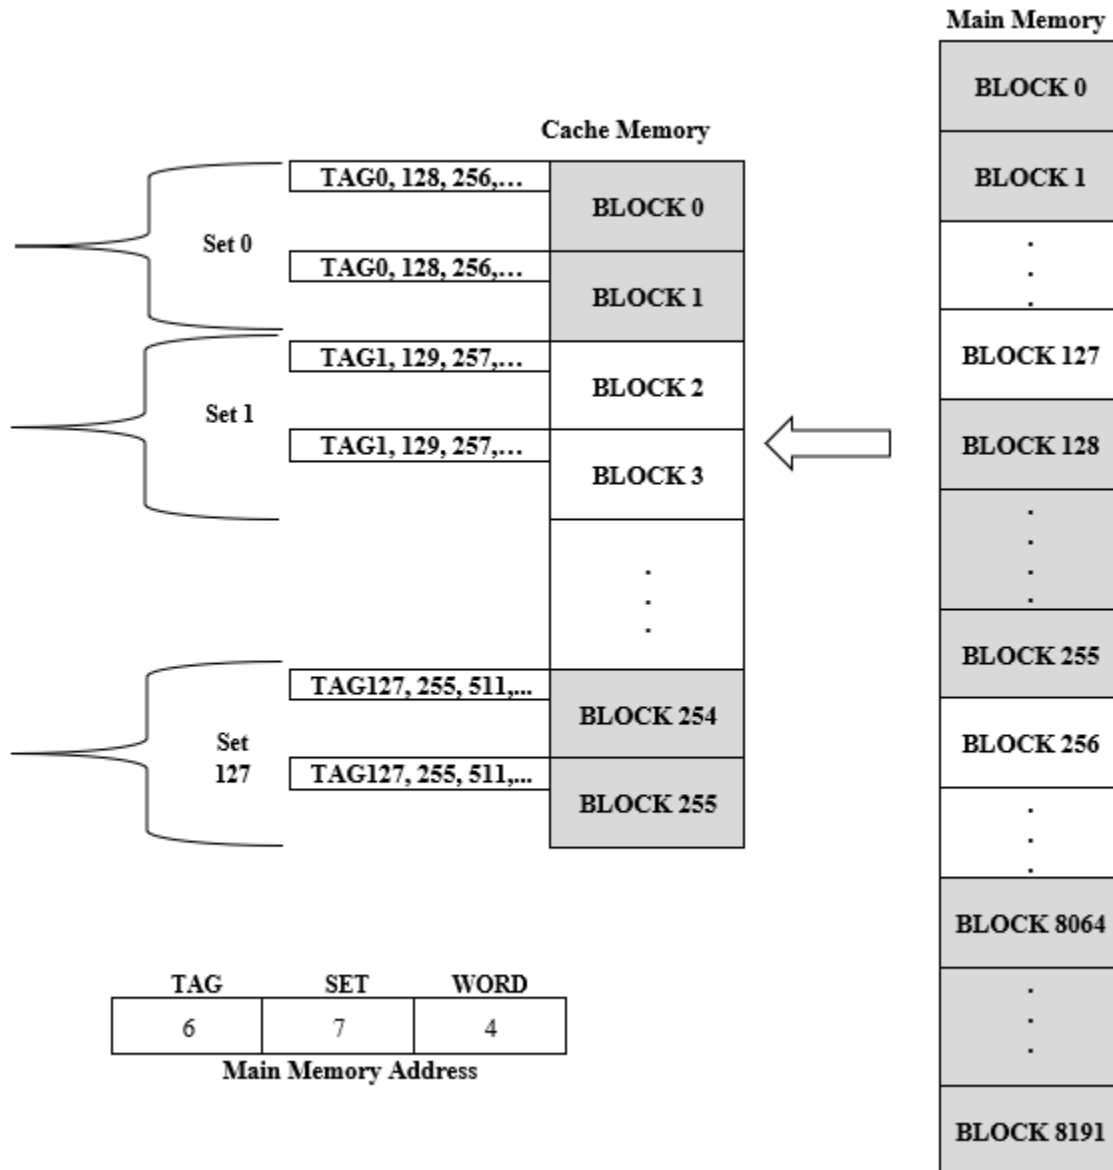 Main Memory
BLOCK 0
BLOCK 1
.
.
.
BLOCK 127
BLOCK 128
.
.
.
.
BLOCK 255
BLOCK 256
.
.
.
BLOCK 8064
.
.
.
BLOCK 8191
Cache Memory
Set 0
TAG0, 128, 256,...
BLOCK 0
TAG0, 128, 256,...
BLOCK 1
Set 1
TAG1, 129, 257,...
BLOCK 2
TAG1, 129, 257,...
BLOCK 3
.
.
.
Set
127
TAG127, 255, 511,...
BLOCK 254
TAG127, 255, 511,...
BLOCK 255
TAG SET WORD
6 7 4
Main Memory Address